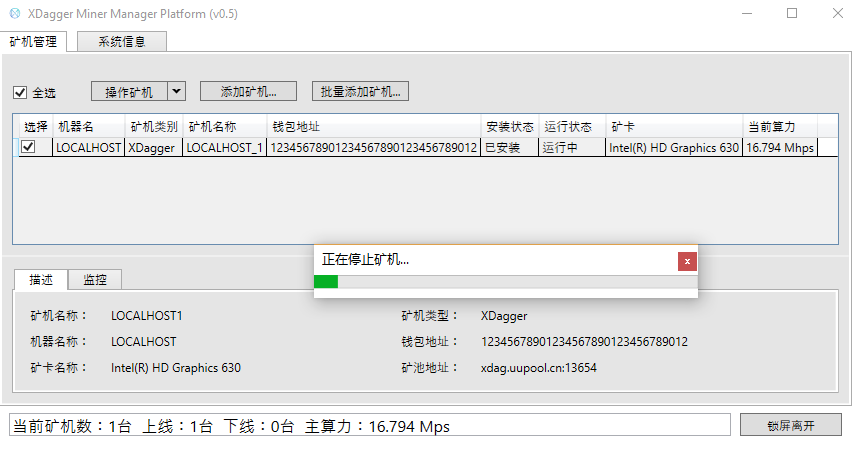 XDagger Miner Manager Platform (v0.5)
矿机管理 系统信息
全选 操作矿机 添加矿机... 批量添加矿机...
选择 机器名 矿机类别 矿机名称 钱包地址 安装状态 运行状态 矿卡 当前算力
LOCALHOST XDagger LOCALHOST_1 12345678901234567890123456789012 已安装 运行中 Intel(R) HD Graphics 630 16.794 Mhps
正在停止矿机... x
描述 监控
矿机名称： LOCALHOST1 矿机类型： XDagger
机器名称： LOCALHOST 钱包地址： 12345678901234567890123456789012
矿卡名称： Intel(R) HD Graphics 630 矿池地址： xdag.uupool.cn:13654
当前矿机数：1台 上线：1台 下线：0台 主算力：16.794 Mps 锁屏离开